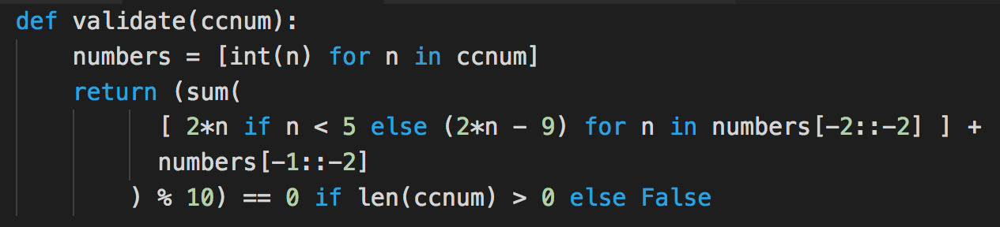 def validate(ccnum):
    numbers = [int(n) for n in ccnum]
    return (sum(
          [ 2*n if n < 5 else (2*n - 9) for n in numbers[-2::-2] ] +
          numbers[-1::-2]
        ) % 10) == 0 if len(ccnum) > 0 else False